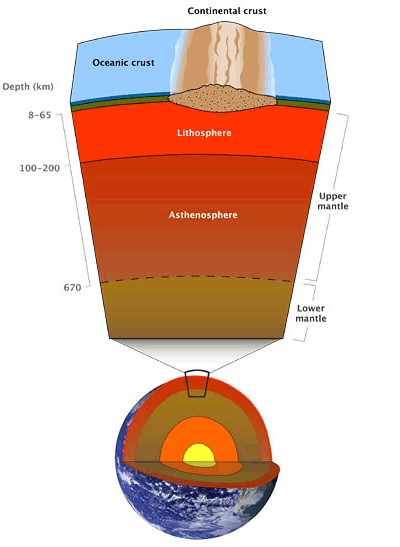 Continental crust
Oceanic crust
Depth (km)
8–65
Lithosphere
100–200
Upper
mantle
Asthenosphere
670
Lower
mantle